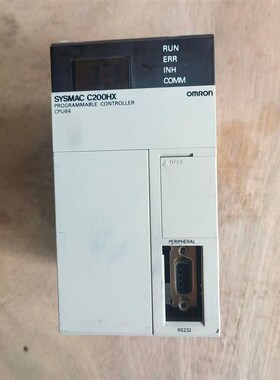 RUN
ERR
INH
COMM
SYSMAC C200HX
OMRON
PROGRAMMABLE CONTROLLER
CPU64
PERIPHERAL
RS232